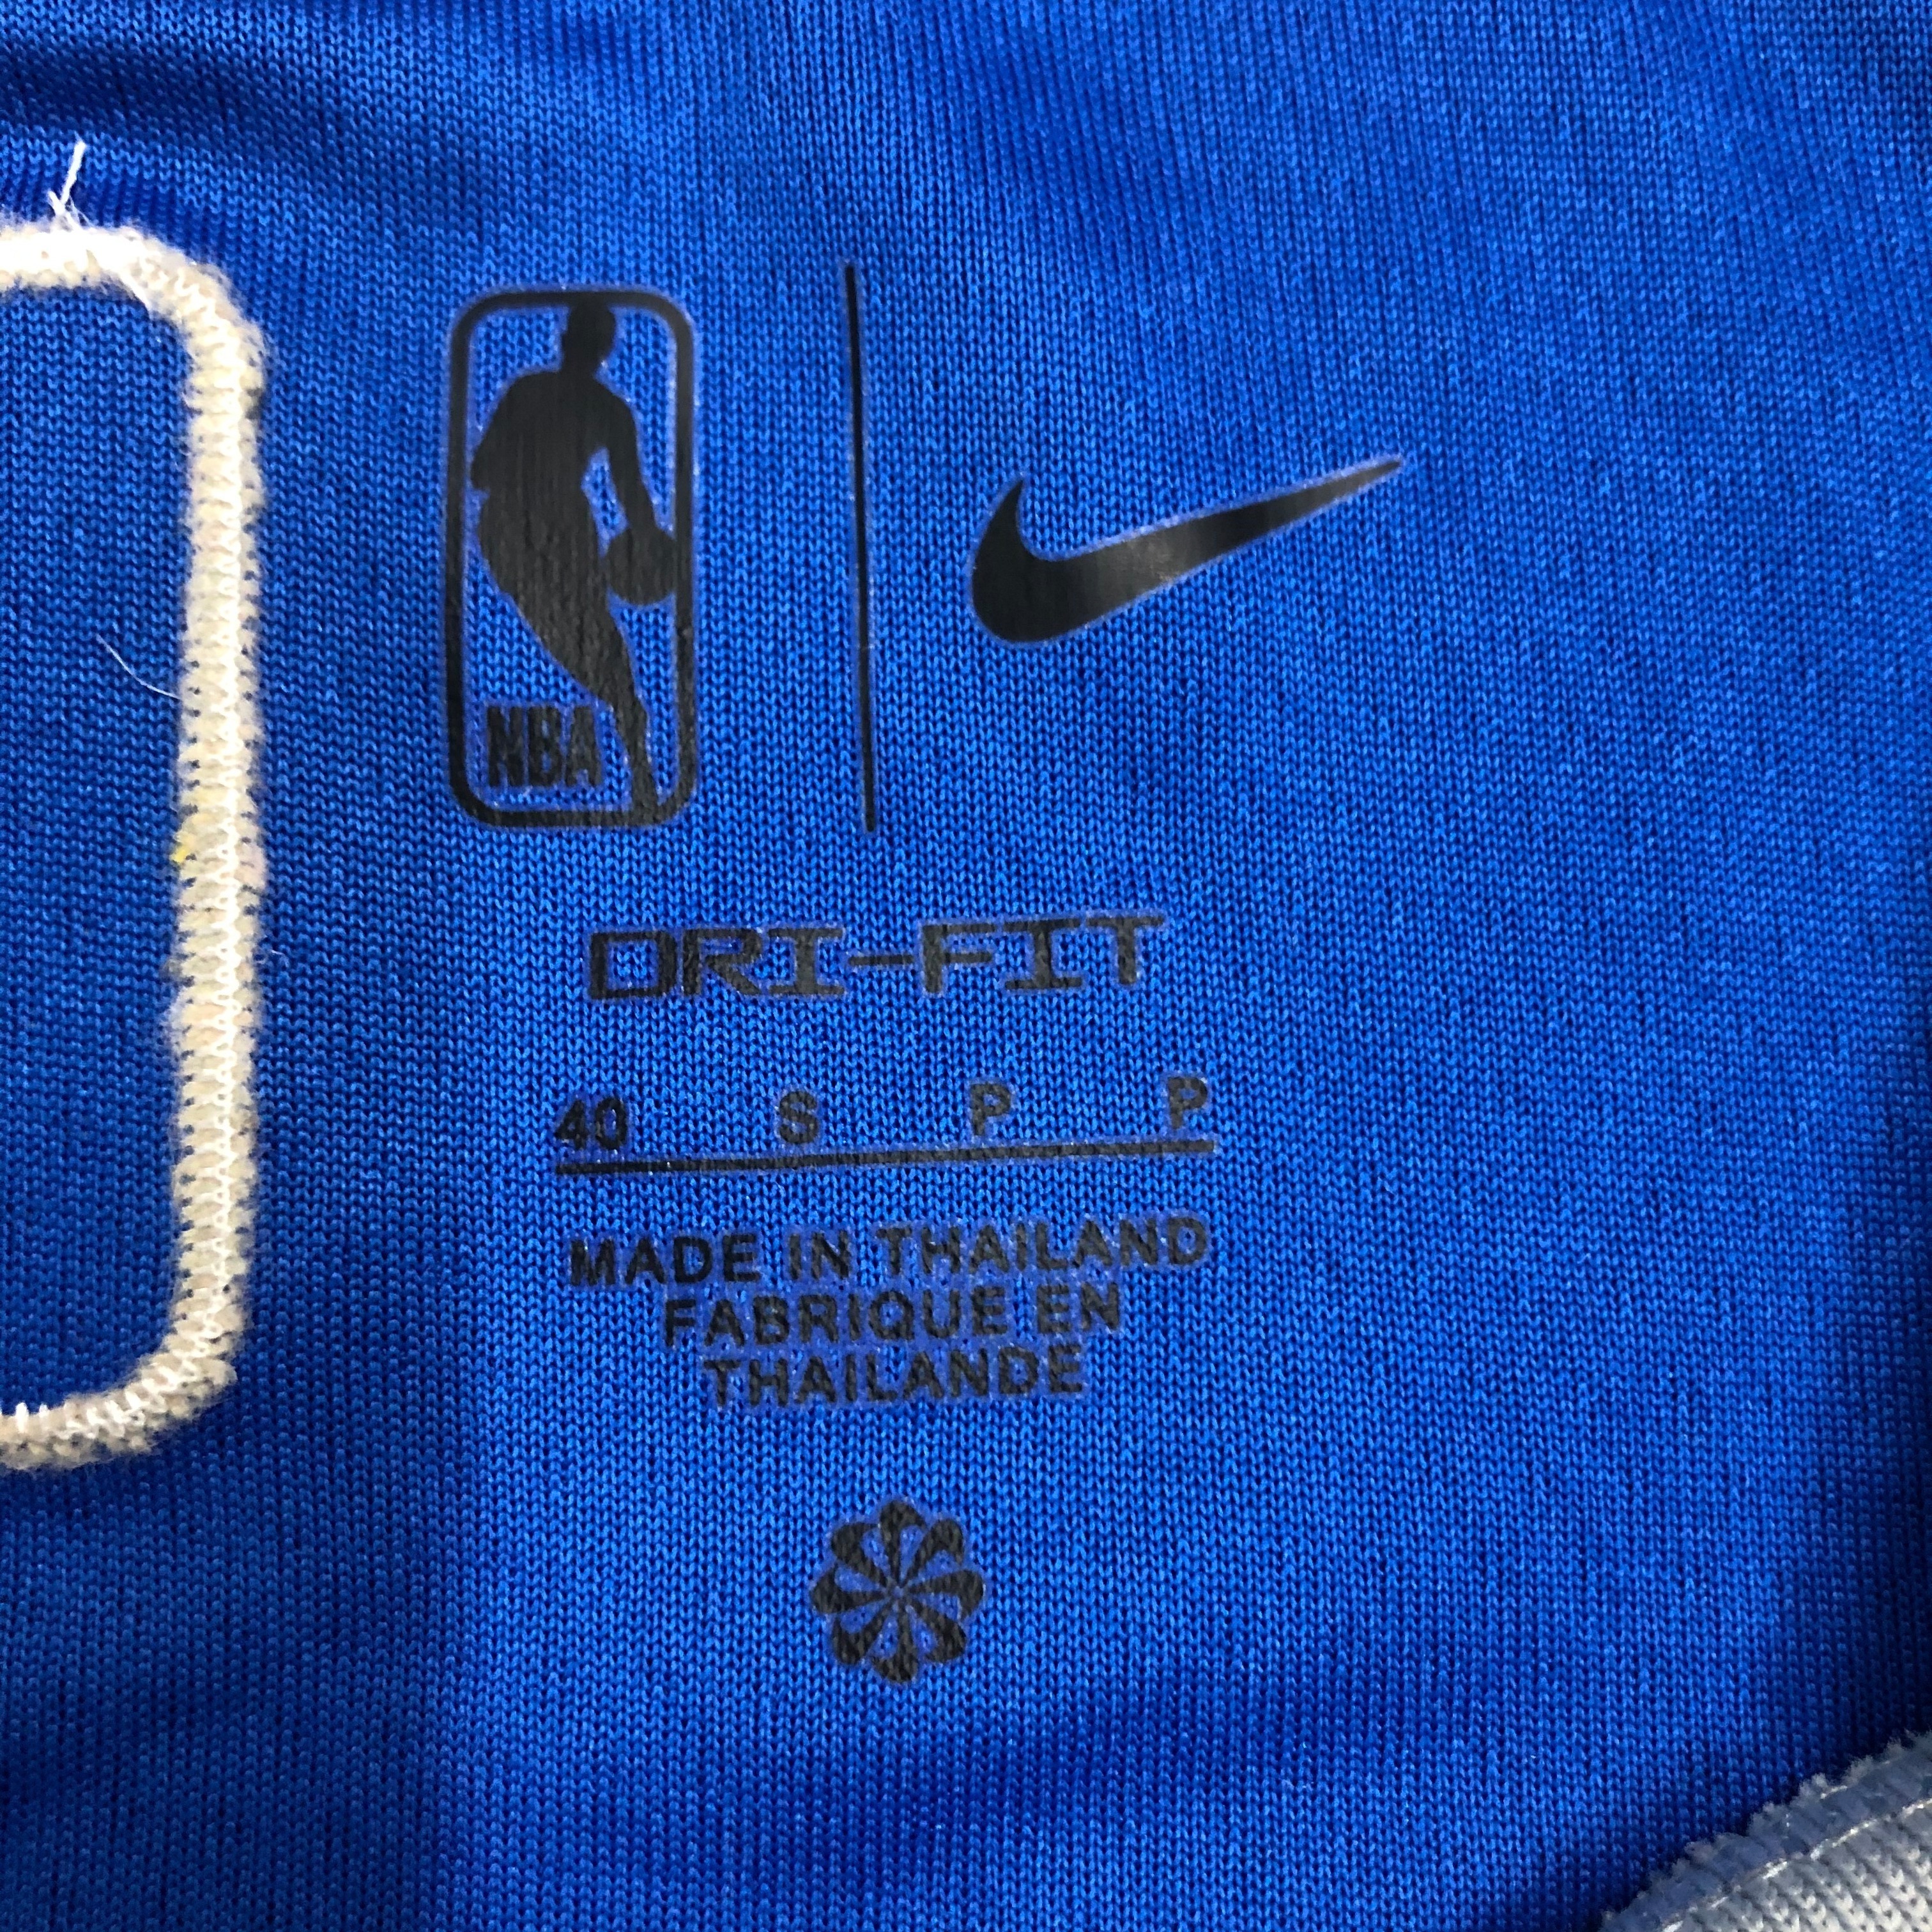 NBA
DRI-FIT
40 S P P
MADE IN THAILAND
FABRIQUE EN
THAILANDE